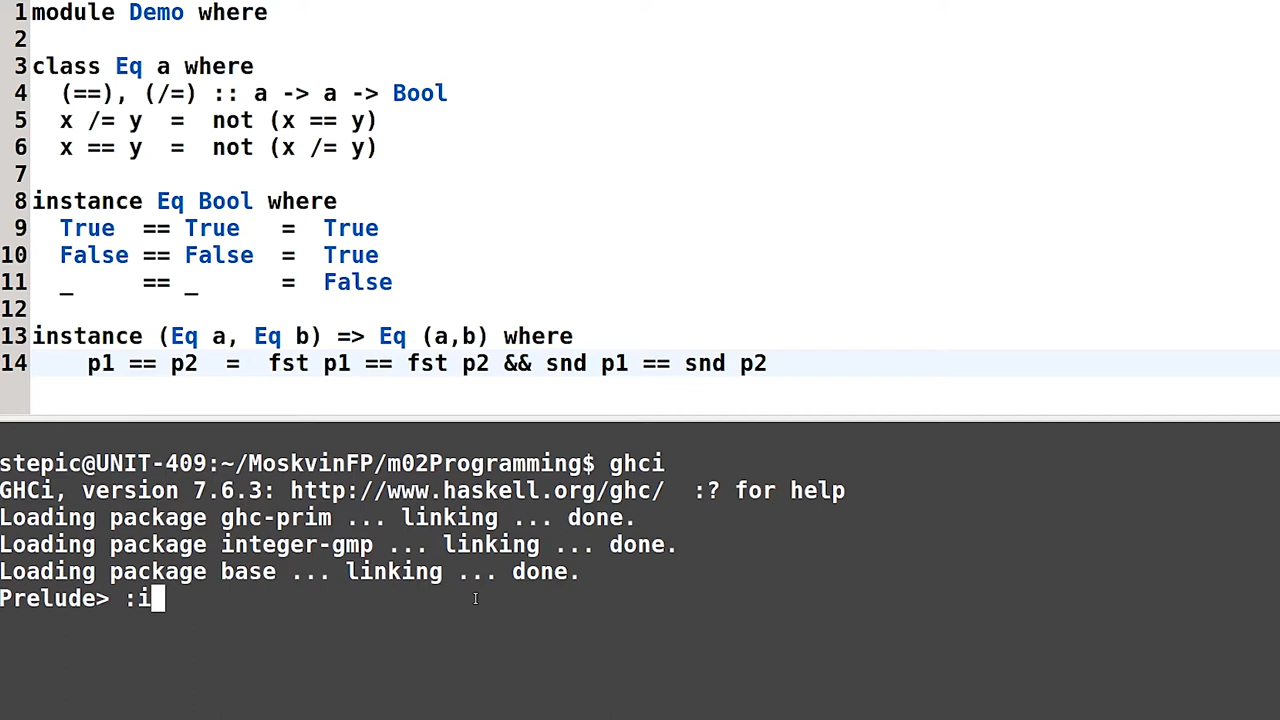 1 module Demo where
2
3 class Eq a where
4   (==), (/=) :: a -> a -> Bool
5   x /= y  =  not (x == y)
6   x == y  =  not (x /= y)
7
8 instance Eq Bool where
9   True  == True   =  True
10   False == False  =  True
11   _     == _      =  False
12
13 instance (Eq a, Eq b) => Eq (a,b) where
14     p1 == p2  =  fst p1 == fst p2 && snd p1 == snd p2
stepic@UNIT-409:~/MoskvinFP/m02Programming$ ghci
GHCi, version 7.6.3: http://www.haskell.org/ghc/  :? for help
Loading package ghc-prim ... linking ... done.
Loading package integer-gmp ... linking ... done.
Loading package base ... linking ... done.
Prelude> :i